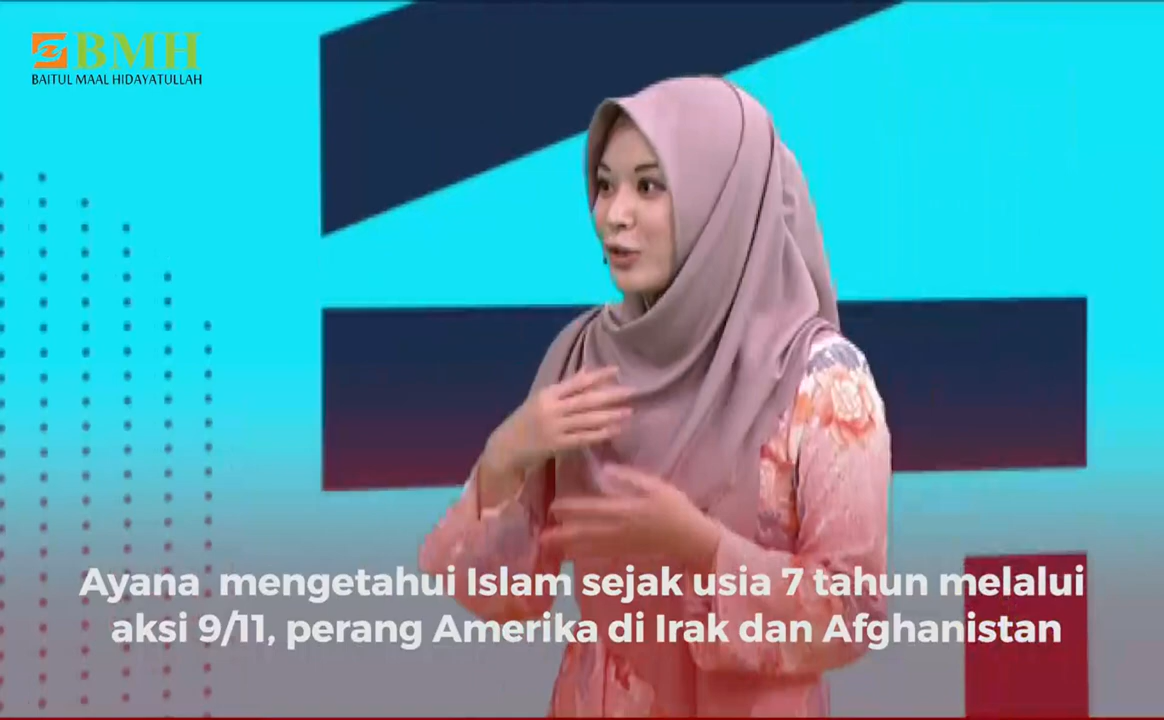 BMH
BAITUL MAAL HIDAYATULLAH
Ayana mengetahui Islam sejak usia 7 tahun melalui
aksi 9/11, perang Amerika di Irak dan Afghanistan